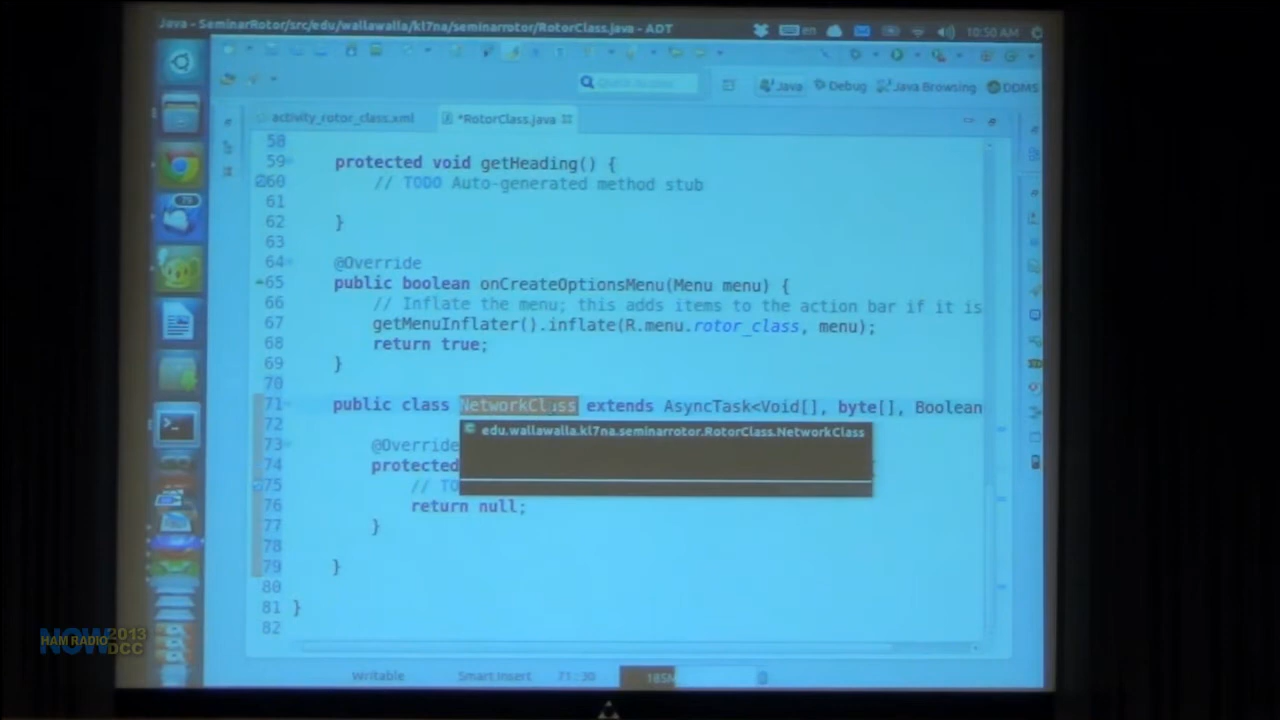 Java - SeminarRotor/src/edu/wallawalla/kl7na/seminarrotor/RotorClass.java - ADT
en
10:50 AM
Java
Debug
Java Browsing
DDMS
activity_rotor_class.xml
*RotorClass.java
58
59 protected void getHeading() {
60 // TODO Auto-generated method stub
61
62 }
63
64 @Override
65 public boolean onCreateOptionsMenu(Menu menu) {
66 // Inflate the menu; this adds items to the action bar if it is
67 getMenuInflater().inflate(R.menu.rotor_class, menu);
68 return true;
69 }
70
71 public class NetworkClass extends AsyncTask<Void[], byte[], Boolean
72
edu.wallawalla.kl7na.seminarrotor.RotorClass.NetworkClass
73 @Override
74 protected
75 // TO
76 return null;
77 }
78
79 }
80
81 }
82
Writable
Smart Insert
71 : 30
185M
HAM RADIO
NOW
2013
DCC